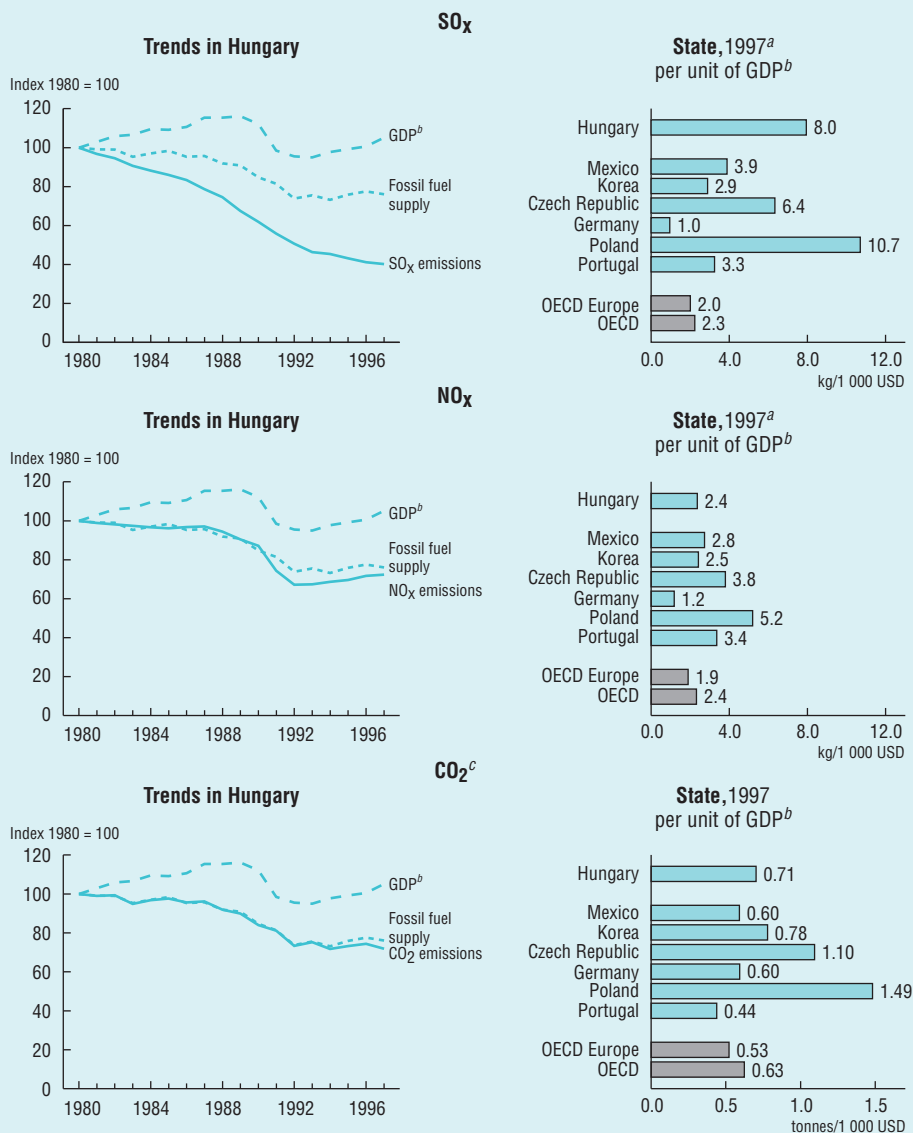 SOx
Trends in Hungary
Index 1980 = 100
120
100
80
60
40
20
0
1980 1984 1988 1992 1996
GDPb
Fossil fuel
supply
SOx emissions
State, 1997a
per unit of GDPb
Hungary 8.0
Mexico 3.9
Korea 2.9
Czech Republic 6.4
Germany 1.0
Poland 10.7
Portugal 3.3
OECD Europe 2.0
OECD 2.3
0.0 4.0 8.0 12.0
kg/1 000 USD
NOx
Trends in Hungary
Index 1980 = 100
120
100
80
60
40
20
0
1980 1984 1988 1992 1996
GDPb
Fossil fuel
supply
NOx emissions
State, 1997a
per unit of GDPb
Hungary 2.4
Mexico 2.8
Korea 2.5
Czech Republic 3.8
Germany 1.2
Poland 5.2
Portugal 3.4
OECD Europe 1.9
OECD 2.4
0.0 4.0 8.0 12.0
kg/1 000 USD
CO2c
Trends in Hungary
Index 1980 = 100
120
100
80
60
40
20
0
1980 1984 1988 1992 1996
GDPb
Fossil fuel
supply
CO2 emissions
State, 1997
per unit of GDPb
Hungary 0.71
Mexico 0.60
Korea 0.78
Czech Republic 1.10
Germany 0.60
Poland 1.49
Portugal 0.44
OECD Europe 0.53
OECD 0.63
0.0 0.5 1.0 1.5
tonnes/1 000 USD